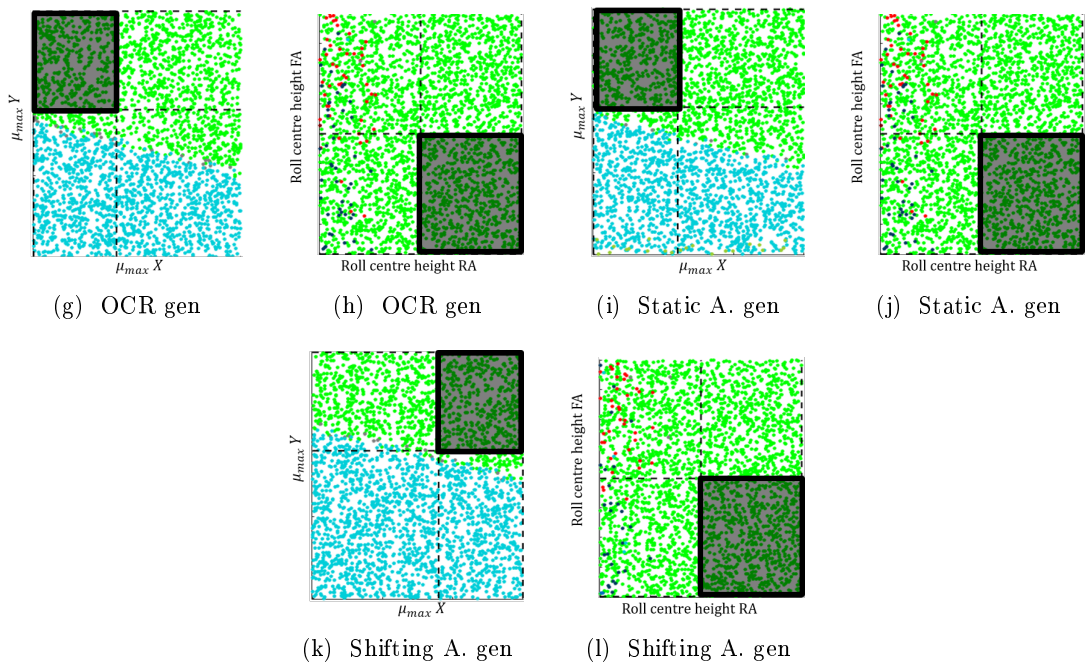 μmax Y
μmax X
(g) OCR gen
Roll centre height FA
Roll centre height RA
(h) OCR gen
μmax Y
μmax X
(i) Static A. gen
Roll centre height FA
Roll centre height RA
(j) Static A. gen
μmax Y
μmax X
(k) Shifting A. gen
Roll centre height FA
Roll centre height RA
(l) Shifting A. gen